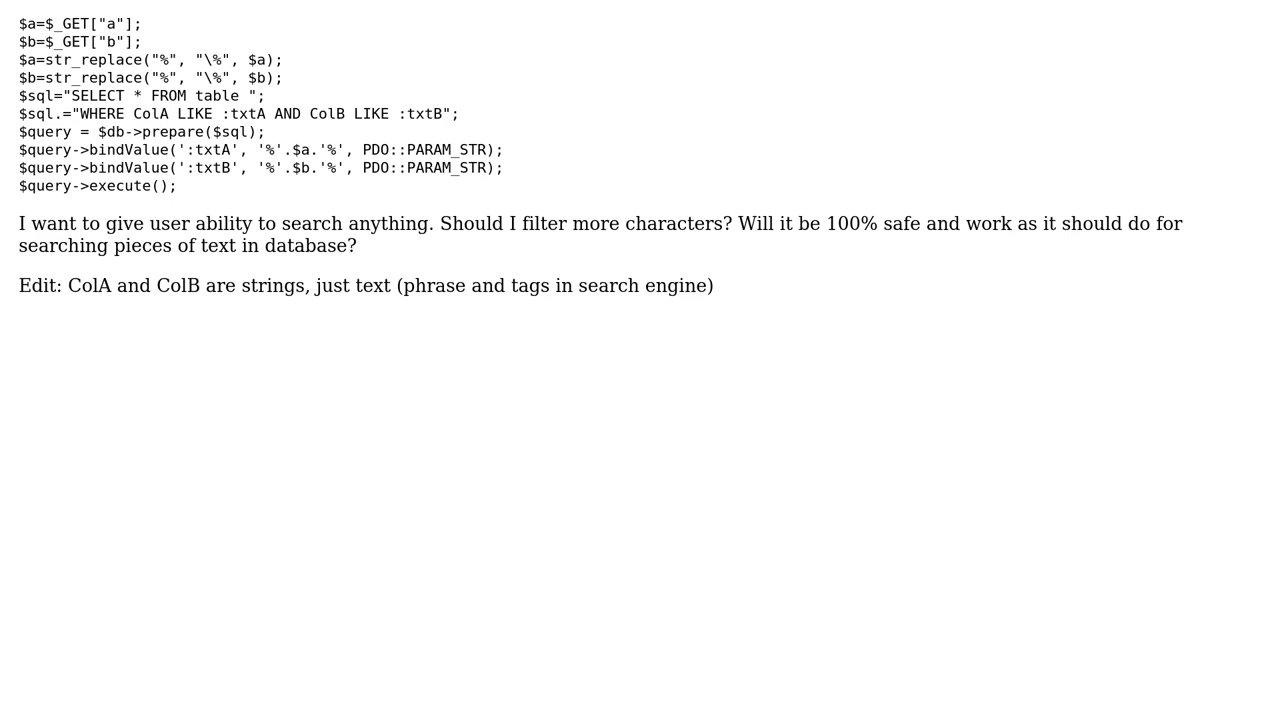 $a=$_GET["a"];
$b=$_GET["b"];
$a=str_replace("%", "\%", $a);
$b=str_replace("%", "\%", $b);
$sql="SELECT * FROM table ";
$sql.="WHERE ColA LIKE :txtA AND ColB LIKE :txtB";
$query = $db->prepare($sql);
$query->bindValue(':txtA', '%'.$a.'%', PDO::PARAM_STR);
$query->bindValue(':txtB', '%'.$b.'%', PDO::PARAM_STR);
$query->execute();
I want to give user ability to search anything. Should I filter more characters? Will it be 100% safe and work as it should do for
searching pieces of text in database?
Edit: ColA and ColB are strings, just text (phrase and tags in search engine)